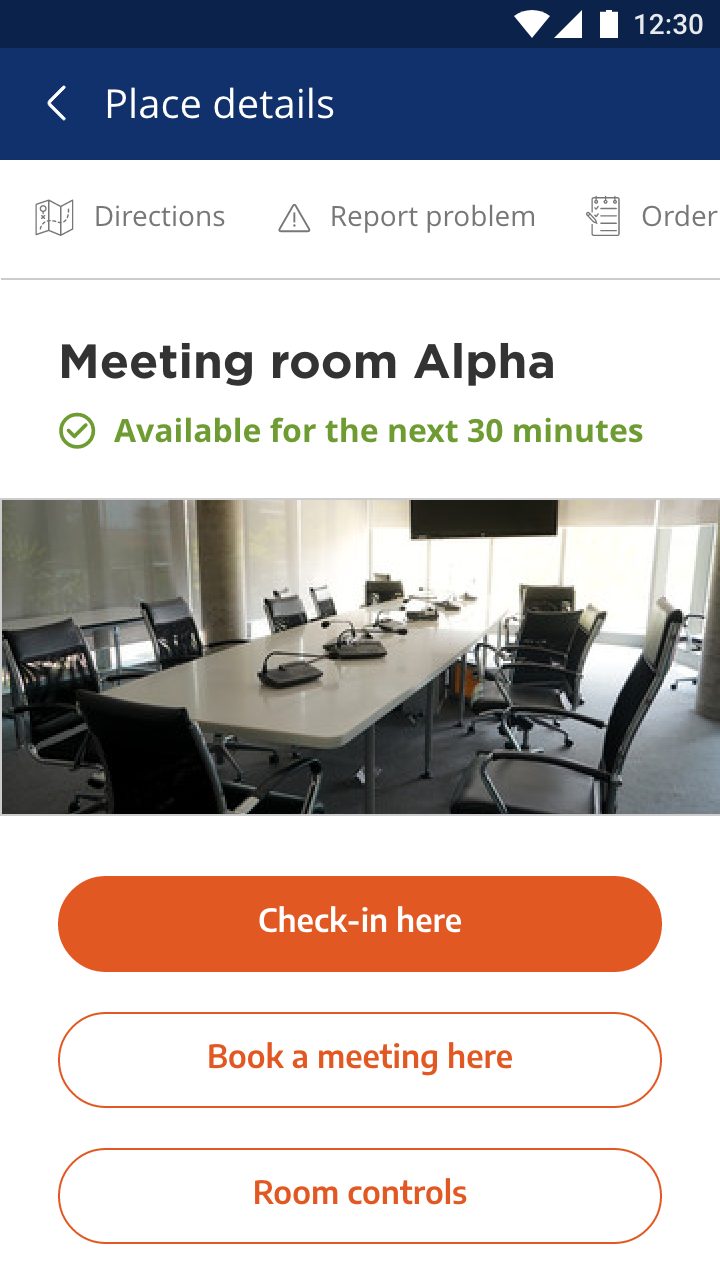 12:30
Place details
Directions
Report problem
Order
Meeting room Alpha
Available for the next 30 minutes
Check-in here
Book a meeting here
Room controls